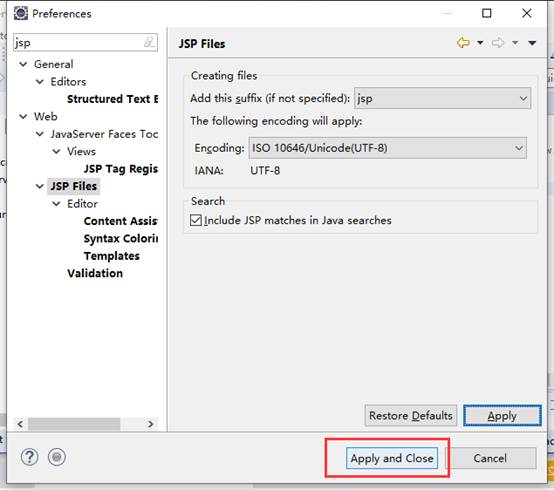 Preferences
jsp
JSP Files
General
Editors
Structured Text E
Web
JavaServer Faces Too
Views
JSP Tag Regis
JSP Files
Editor
Content Assis
Syntax Colorin
Templates
Validation
Creating files
Add this suffix (if not specified): jsp
The following encoding will apply:
Encoding: ISO 10646/Unicode(UTF-8)
IANA: UTF-8
Search
Include JSP matches in Java searches
Restore Defaults
Apply
?
Apply and Close
Cancel